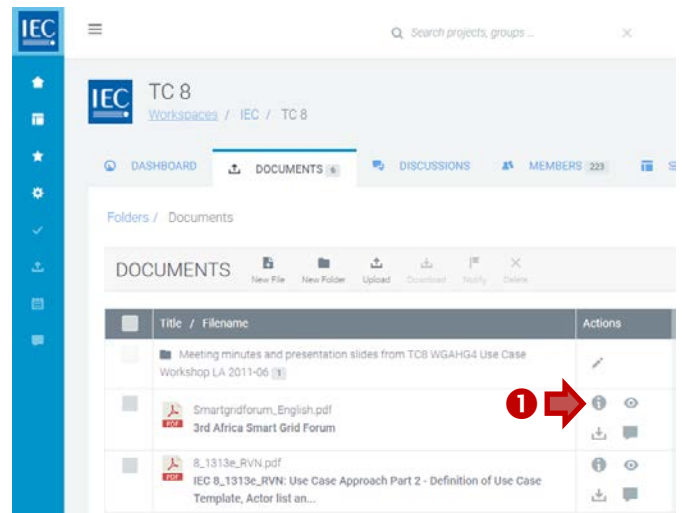 IEC
Search projects, groups ...
IEC
TC 8
Workspaces / IEC / TC 8
DASHBOARD
DOCUMENTS 6
DISCUSSIONS
MEMBERS 223
S
Folders / Documents
DOCUMENTS
New File
New Folder
Upload
Download
Notify
Delete
Title / Filename
Actions
Meeting minutes and presentation slides from TC8 WGAHG4 Use Case
Workshop LA 2011-06 1
Smartgridforum_English.pdf
PDF
3rd Africa Smart Grid Forum
1
8_1313e_RVN.pdf
PDF
IEC 8_1313e_RVN: Use Case Approach Part 2 - Definition of Use Case
Template, Actor list an...